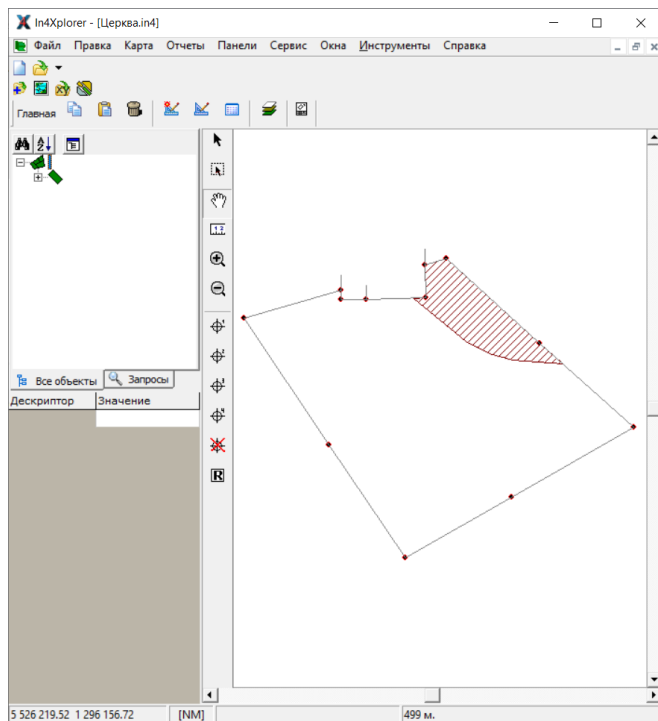 In4Xplorer - [Церква.in4]
Файл Правка Карта Отчеты Панели Сервис Окна Инструменты Справка
Главная
Все объекты Запросы
Дескриптор Значение
5 526 219.52 1 296 156.72 [NM] 499 м.